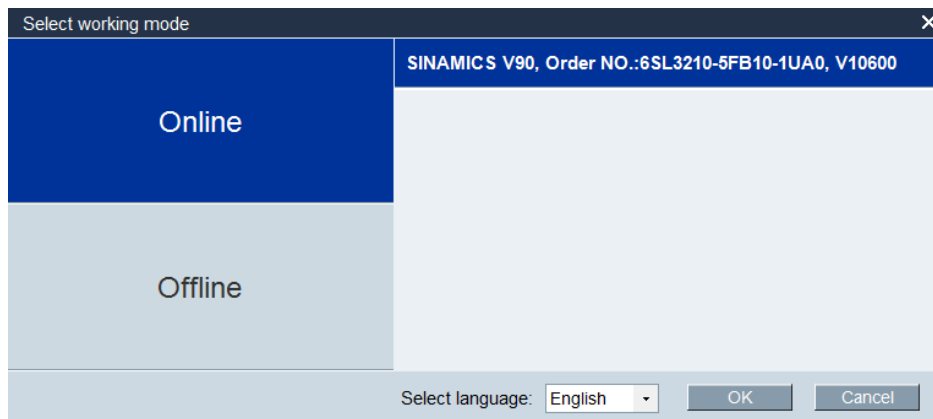 Select working mode
Online
SINAMICS V90, Order NO.:6SL3210-5FB10-1UA0, V10600
Offline
Select language: English OK Cancel